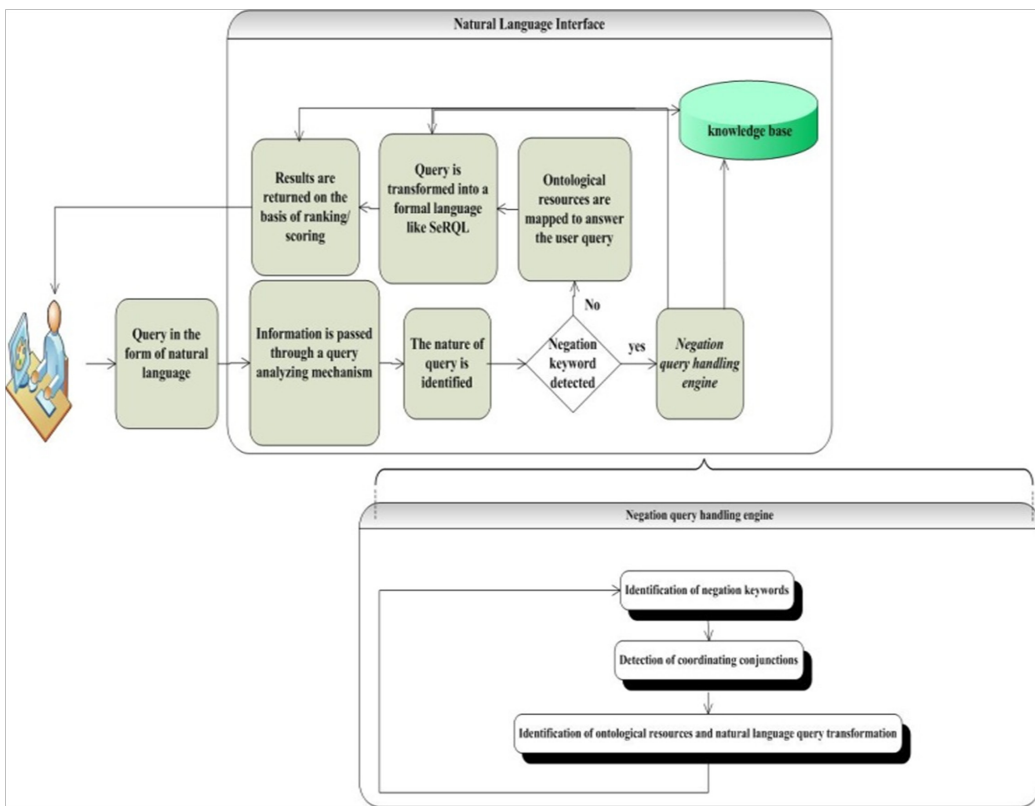 Natural Language Interface
knowledge base
Results are
returned on the
basis of ranking/
scoring
Query is
transformed into a
formal language
like SeRQL
Ontological
resources are
mapped to answer
the user query
No
Query in the
form of natural
language
Information is passed
through a query
analyzing mechanism
The nature of
query is
identified
Negation
keyword
detected
yes
Negation
query handling
engine
Negation query handling engine
Identification of negation keywords
Detection of coordinating conjunctions
Identification of ontological resources and natural language query transformation